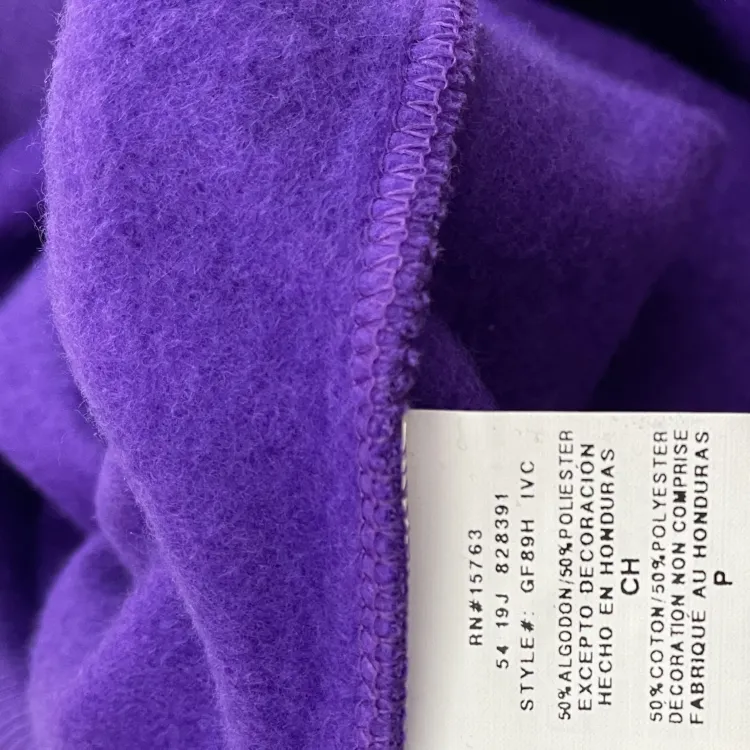 RN#15763
54 19J 828391
STYLE#: GF89H IVC
50%ALGODON/50%POLIESTER
EXCEPTO DECORACIÓN
HECHO EN HONDURAS
CH
50%COTON/50%POLYESTER
DÉCORATION NON COMPRISE
FABRIQUÉ AU HONDURAS
P